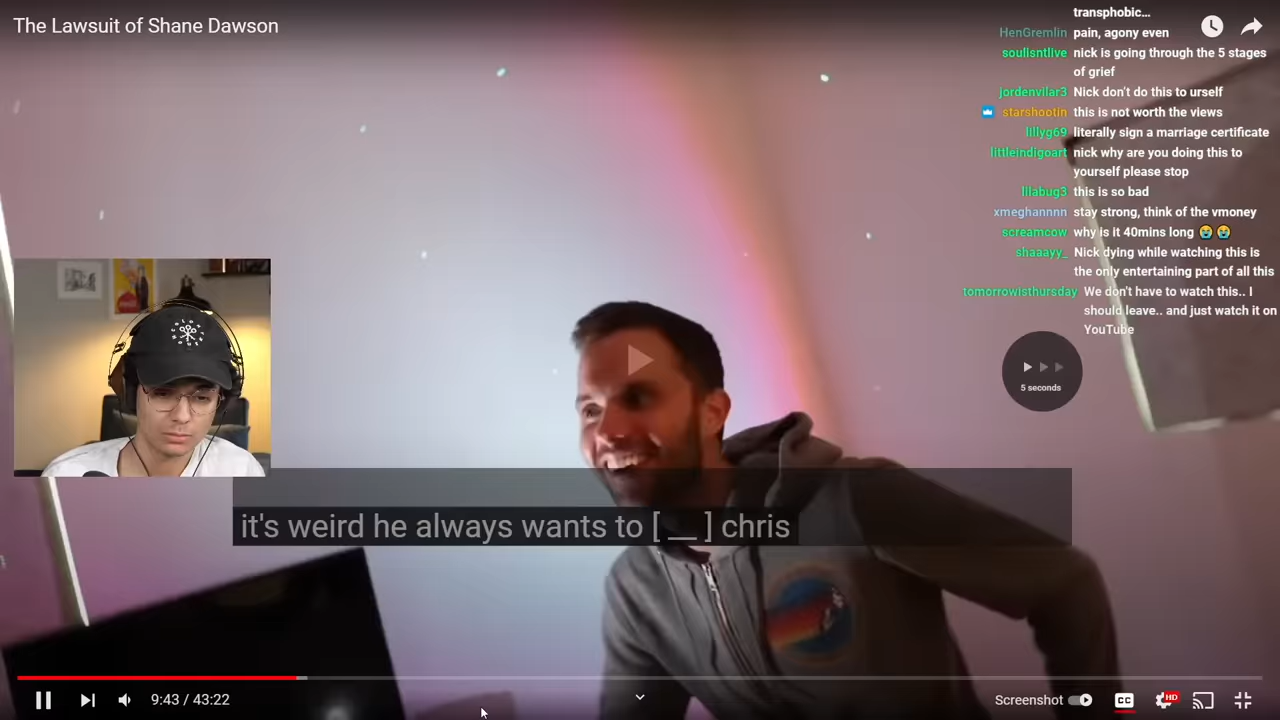 The Lawsuit of Shane Dawson
transphobic...
HenGremlin pain, agony even
soulIsntlive nick is going through the 5 stages
of grief
jordenvilar3 Nick don't do this to urself
starshootin this is not worth the views
lillyg69 literally sign a marriage certificate
littleindigoart nick why are you doing this to
yourself please stop
lilabug3 this is so bad
xmeghannnn stay strong, think of the vmoney
screamcow why is it 40mins long 😭 😭
shaaayy_ Nick dying while watching this is
the only entertaining part of all this
tomorrowisthursday We don't have to watch this.. I
should leave.. and just watch it on
YouTube
5 seconds
it's weird he always wants to [ __ ] chris
9:43 / 43:22
Screenshot
CC
HD